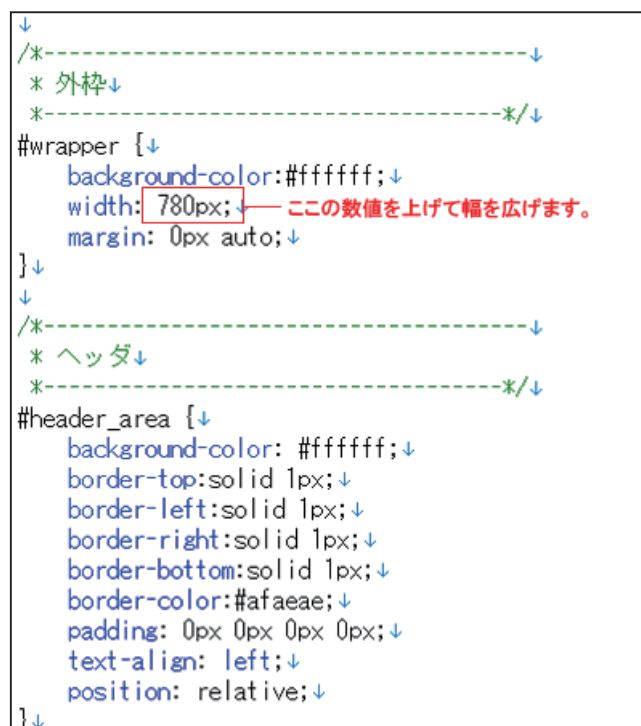 ↓
/*--------------------------------------↓
 * 外枠↓
 *------------------------------------*/↓
#wrapper {↓
    background-color:#ffffff;↓
    width: 780px;↓ ここの数値を上げて幅を広げます。
    margin: 0px auto;↓
}↓
↓
/*--------------------------------------↓
 * ヘッダ↓
 *------------------------------------*/↓
#header_area {↓
    background-color: #ffffff;↓
    border-top:solid 1px;↓
    border-left:solid 1px;↓
    border-right:solid 1px;↓
    border-bottom:solid 1px;↓
    border-color:#afaeae;↓
    padding: 0px 0px 0px 0px;↓
    text-align: left;↓
    position: relative;↓
}↓